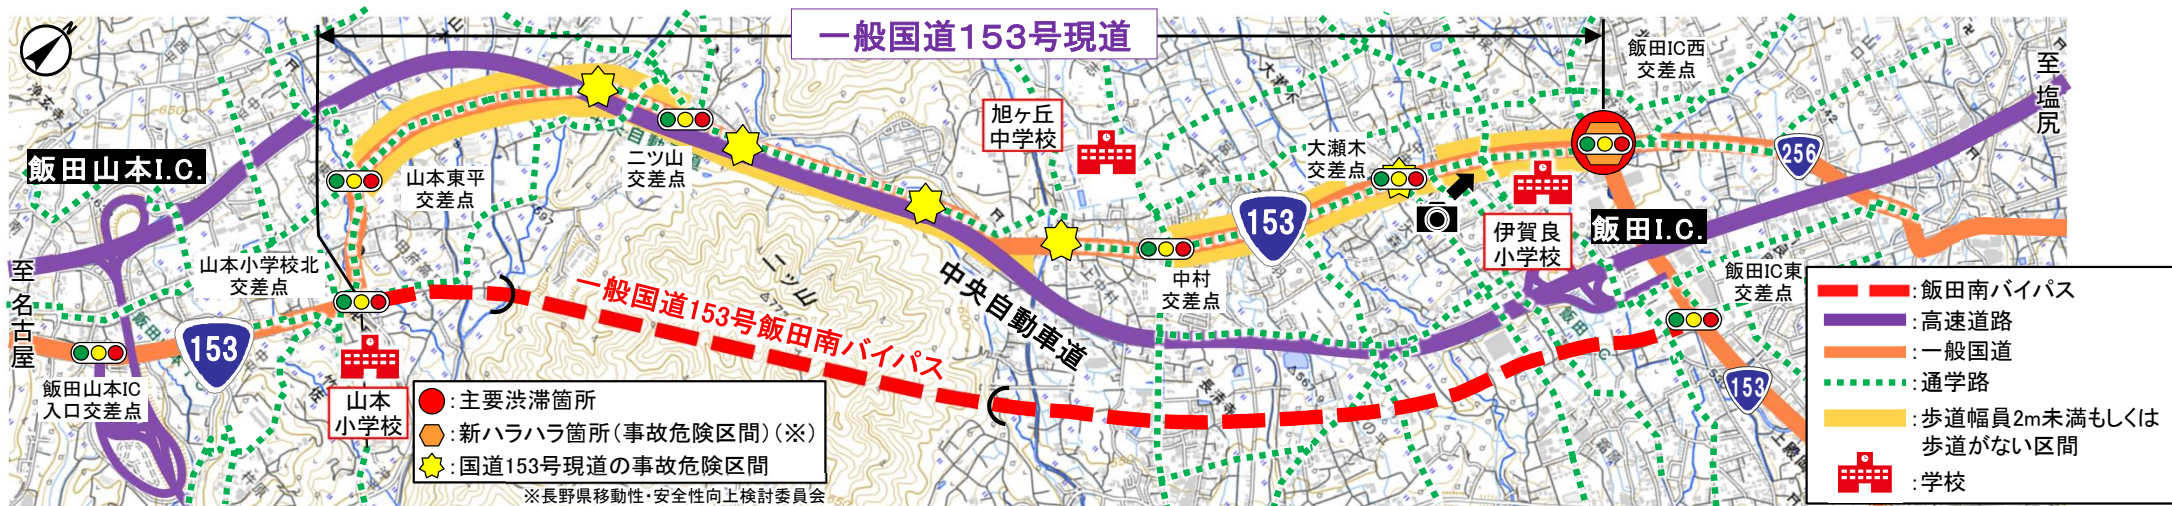 一般国道153号現道
N
飯田IC西
交差点
至塩尻
旭ヶ丘
中学校
大瀬木
交差点
256
飯田山本I.C.
山本東平
交差点
二ツ山
交差点
153
伊賀良
小学校
飯田I.C.
山本小学校北
交差点
中村
交差点
飯田IC東
交差点
至名古屋
153
二ツ山
中央自動車道
一般国道153号飯田南バイパス
飯田山本IC
入口交差点
山本
小学校
153
:主要渋滞箇所
:新ハラハラ箇所(事故危険区間)(※)
:国道153号現道の事故危険区間
※長野県移動性・安全性向上検討委員会
:飯田南バイパス
:高速道路
:一般国道
:通学路
:歩道幅員2m未満もしくは
歩道がない区間
:学校